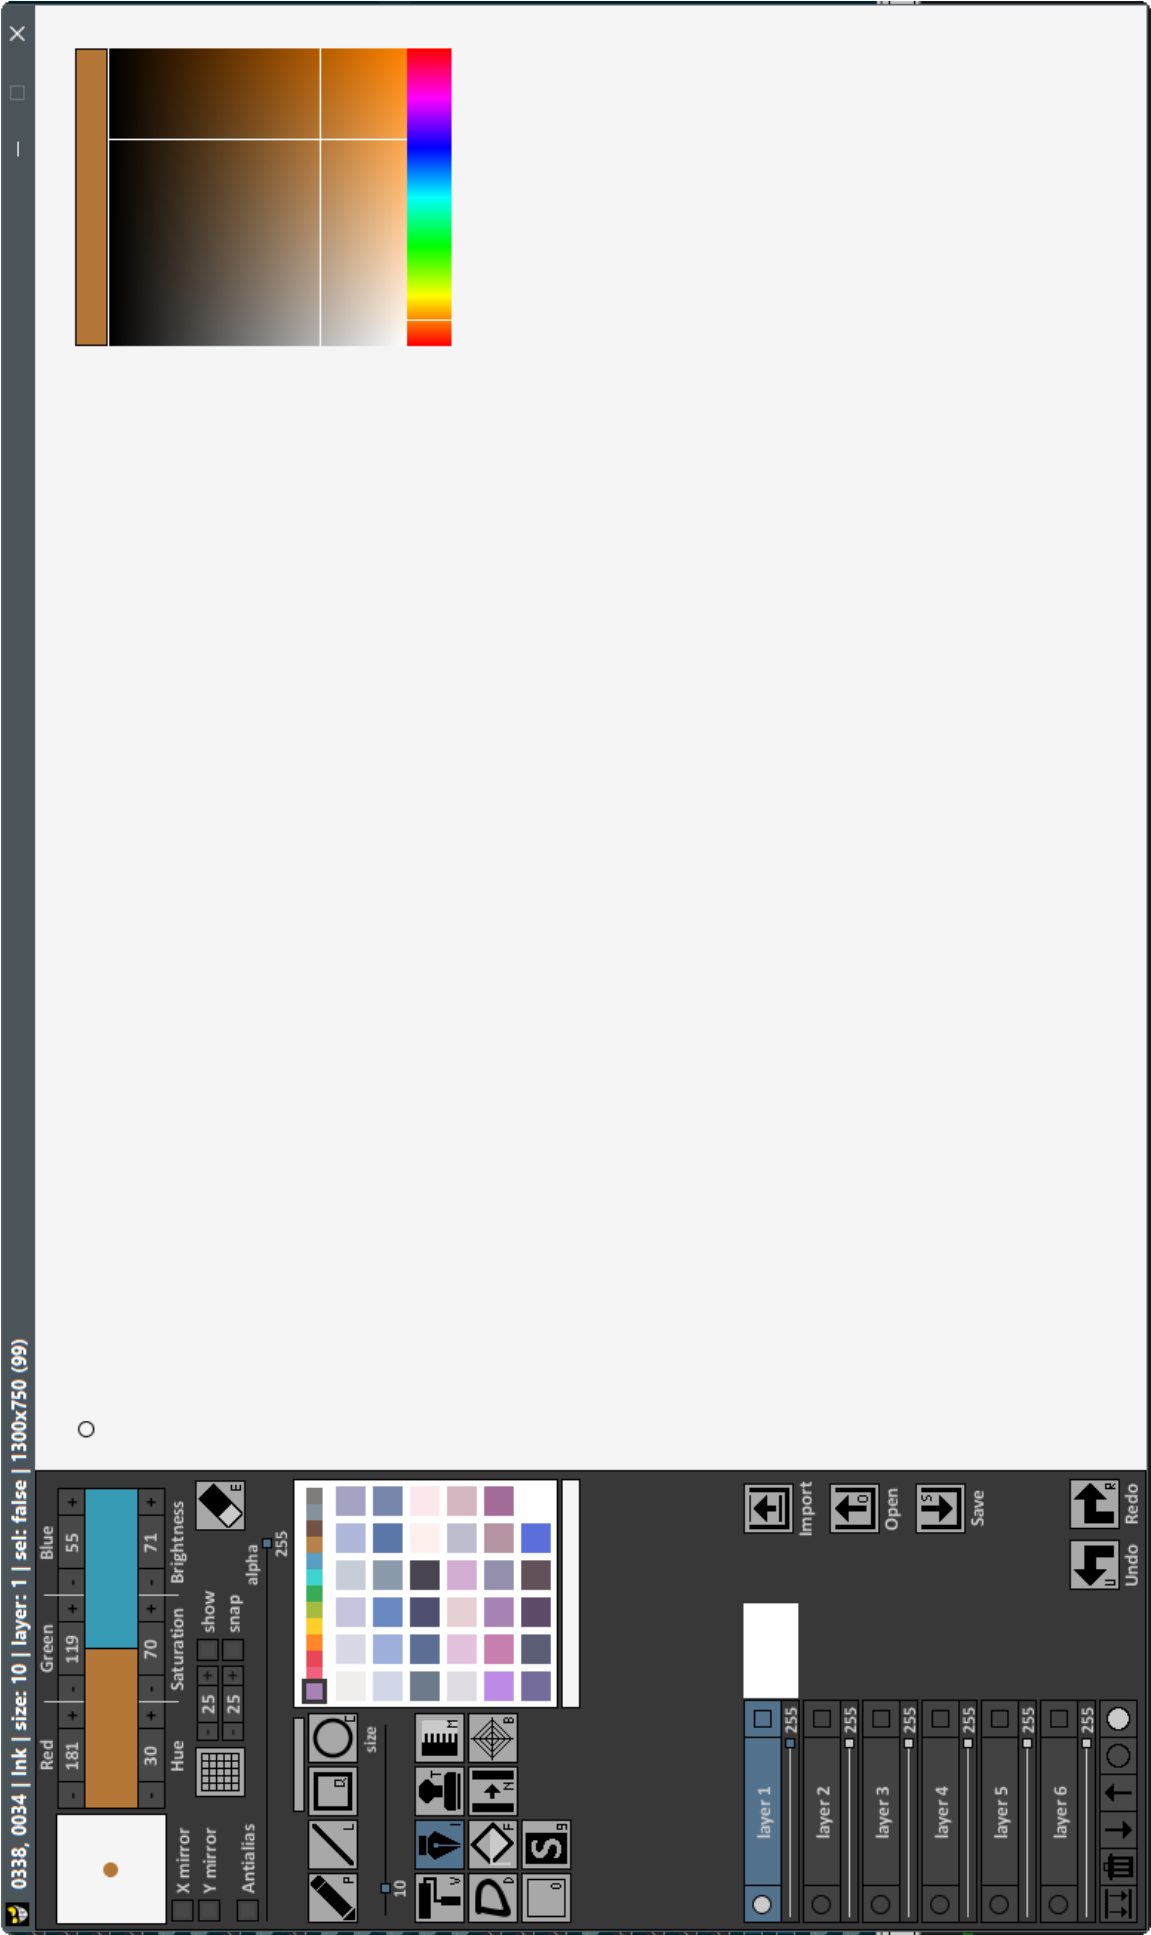 0338, 0034 | Ink | size: 10 | layer: 1 | sel: false | 1300x750 (99)
Red Green Blue
- 181 + - 119 + - 55 +
- 30 + - 70 + - 71 +
Hue Saturation Brightness
X mirror
Y mirror
- 25 + show
- 25 + snap
Antialias
E
alpha
255
P L Q C
size
10
V I T M
D F N B
O g
layer 1
255
layer 2
255
layer 3
255
layer 4
255
layer 5
255
layer 6
255
Import
O
Open
S
Save
U R
Undo Redo